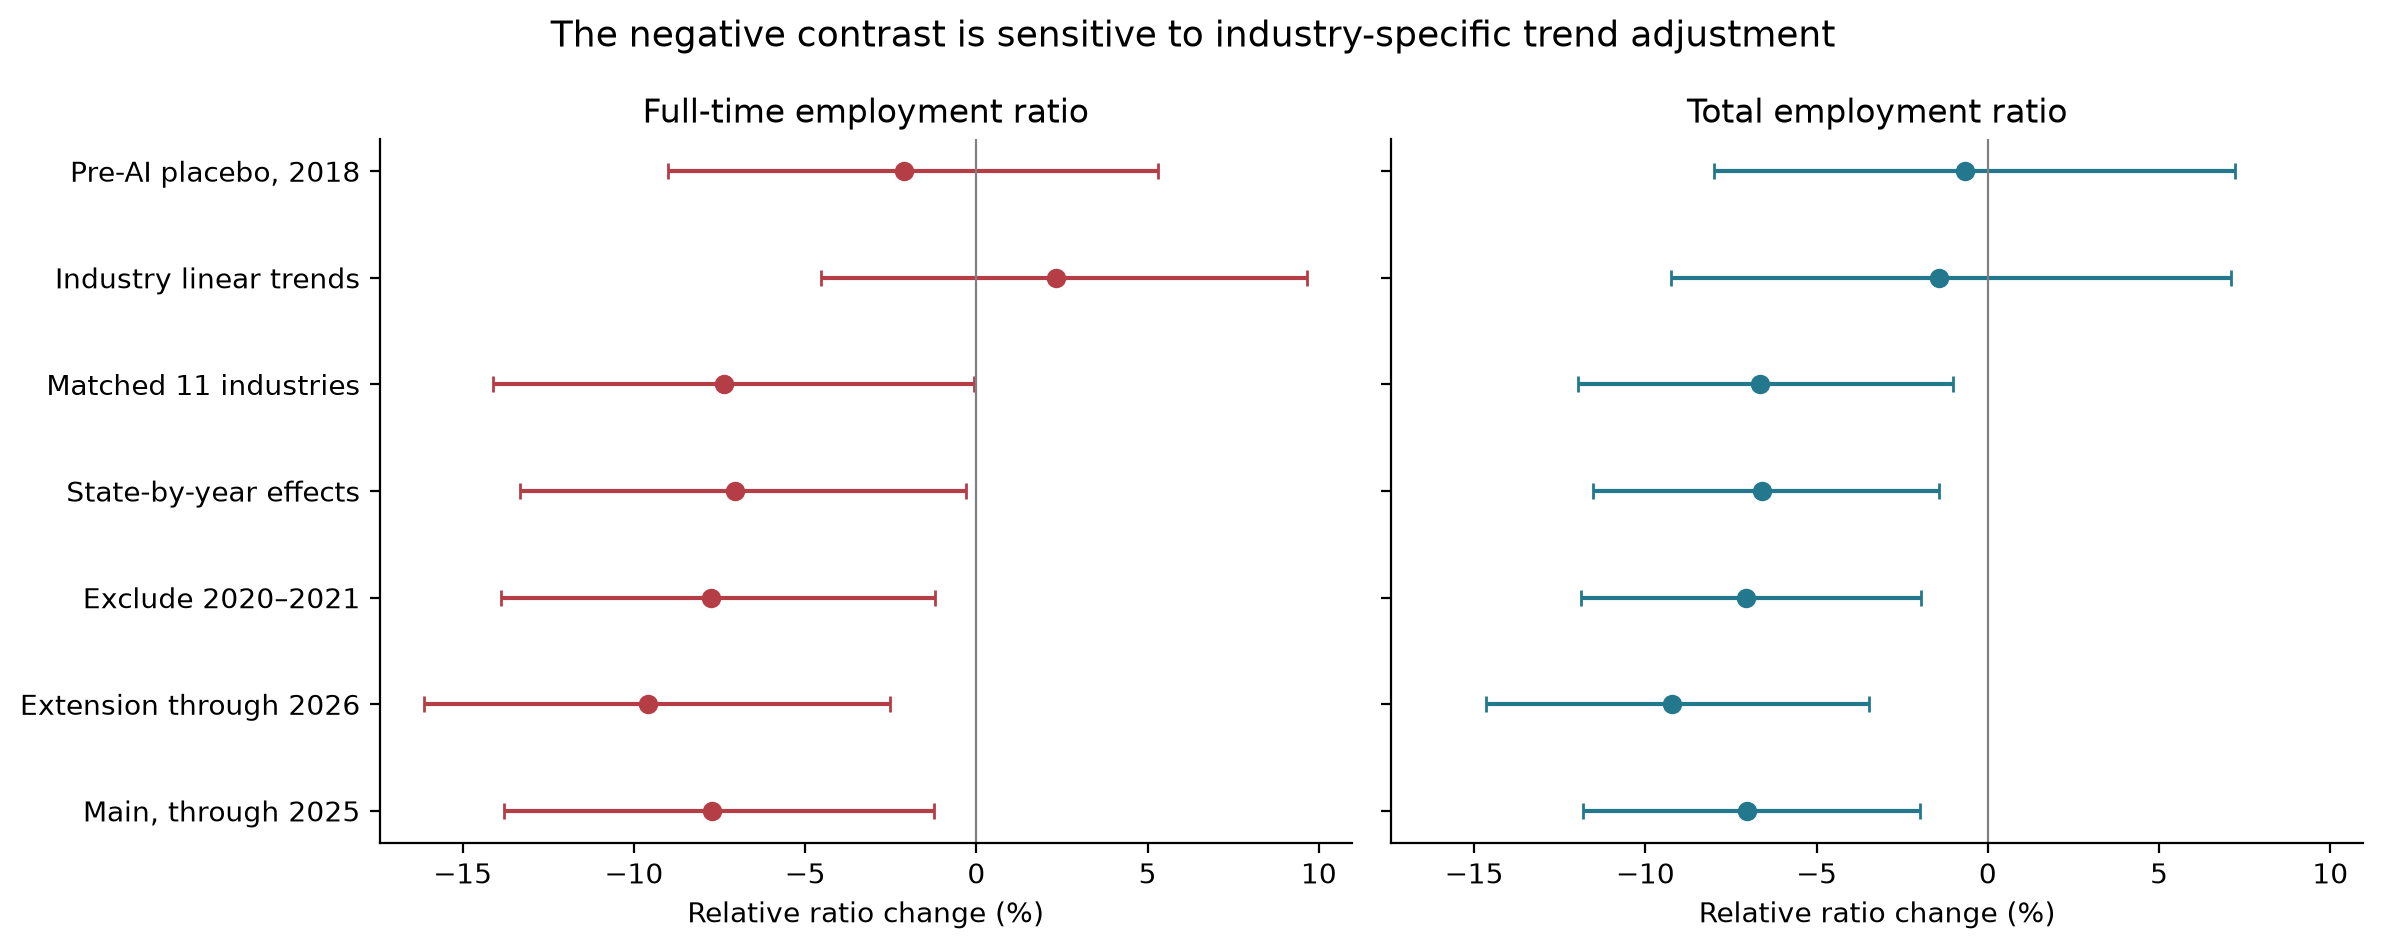 The negative contrast is sensitive to industry-specific trend adjustment
Full-time employment ratio
Total employment ratio
Pre-AI placebo, 2018
Industry linear trends
Matched 11 industries
State-by-year effects
Exclude 2020–2021
Extension through 2026
Main, through 2025
−15 −10 −5 0 5 10
−15 −10 −5 0 5 10
Relative ratio change (%)
Relative ratio change (%)